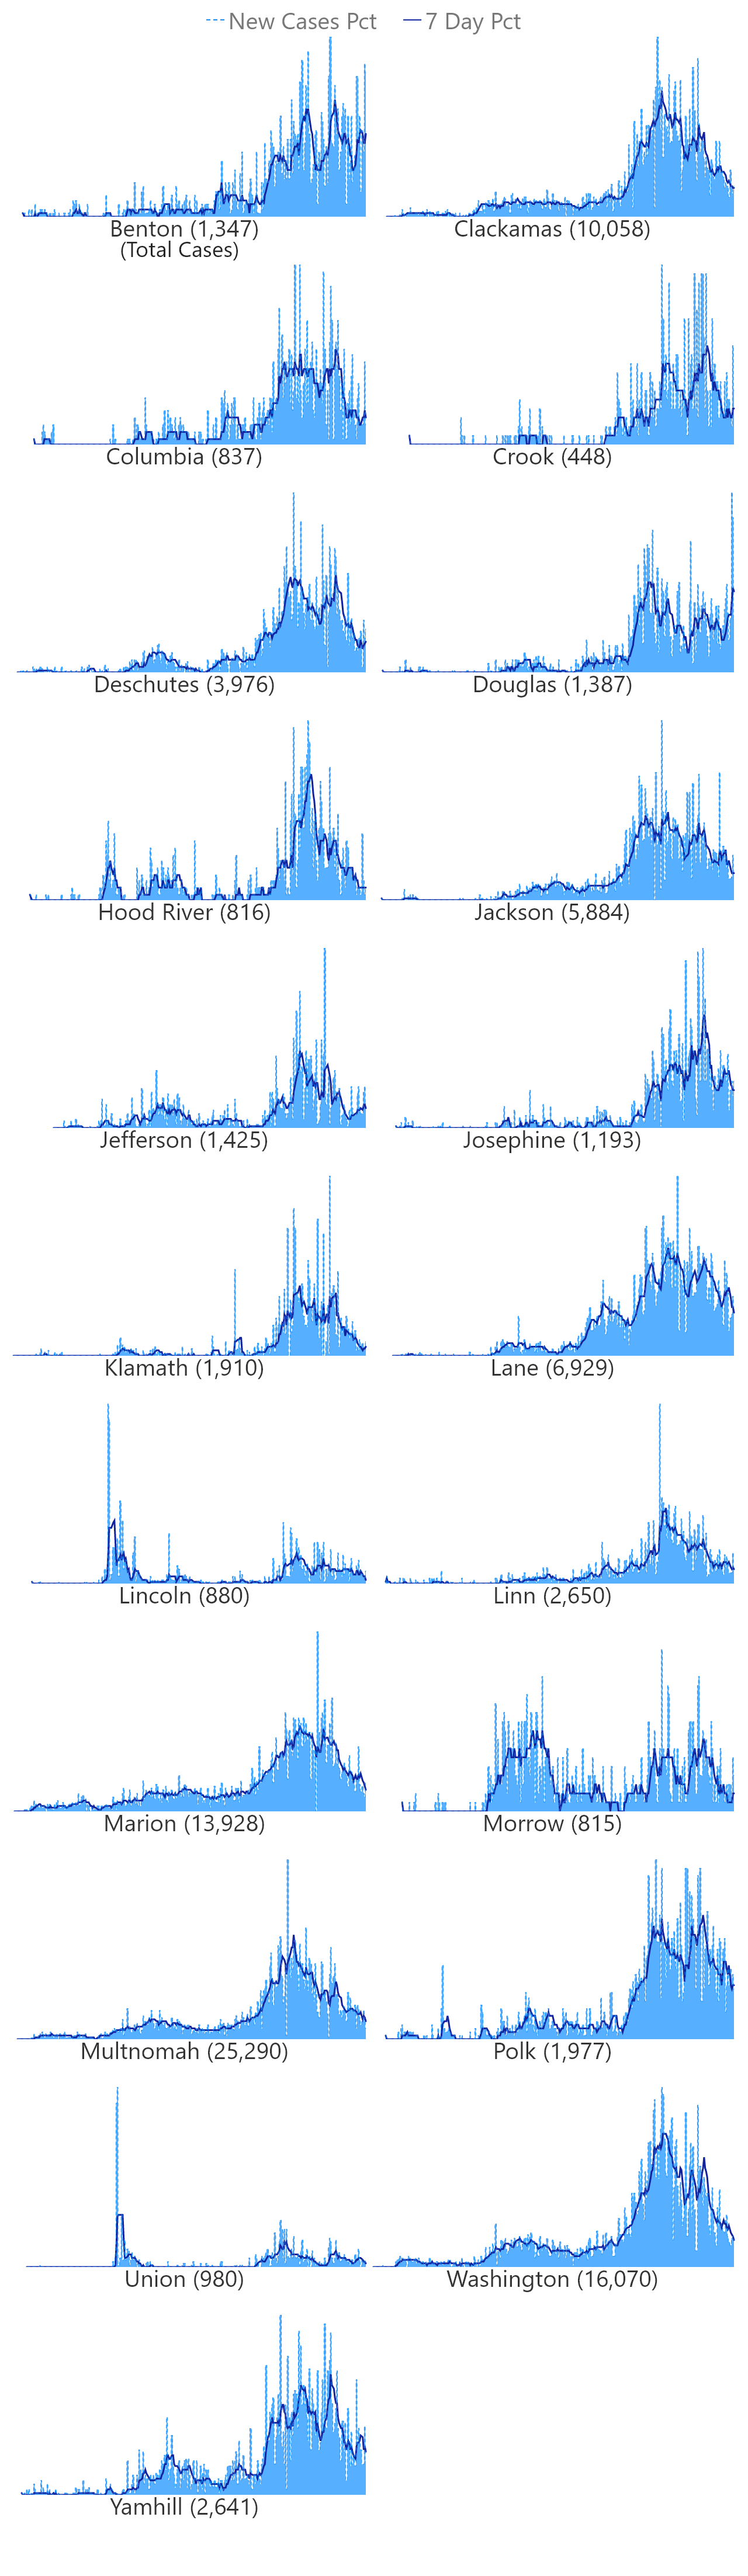 New Cases Pct 7 Day Pct
Benton (1,347)
(Total Cases)
Clackamas (10,058)
Columbia (837)
Crook (448)
Deschutes (3,976)
Douglas (1,387)
Hood River (816)
Jackson (5,884)
Jefferson (1,425)
Josephine (1,193)
Klamath (1,910)
Lane (6,929)
Lincoln (880)
Linn (2,650)
Marion (13,928)
Morrow (815)
Multnomah (25,290)
Polk (1,977)
Union (980)
Washington (16,070)
Yamhill (2,641)